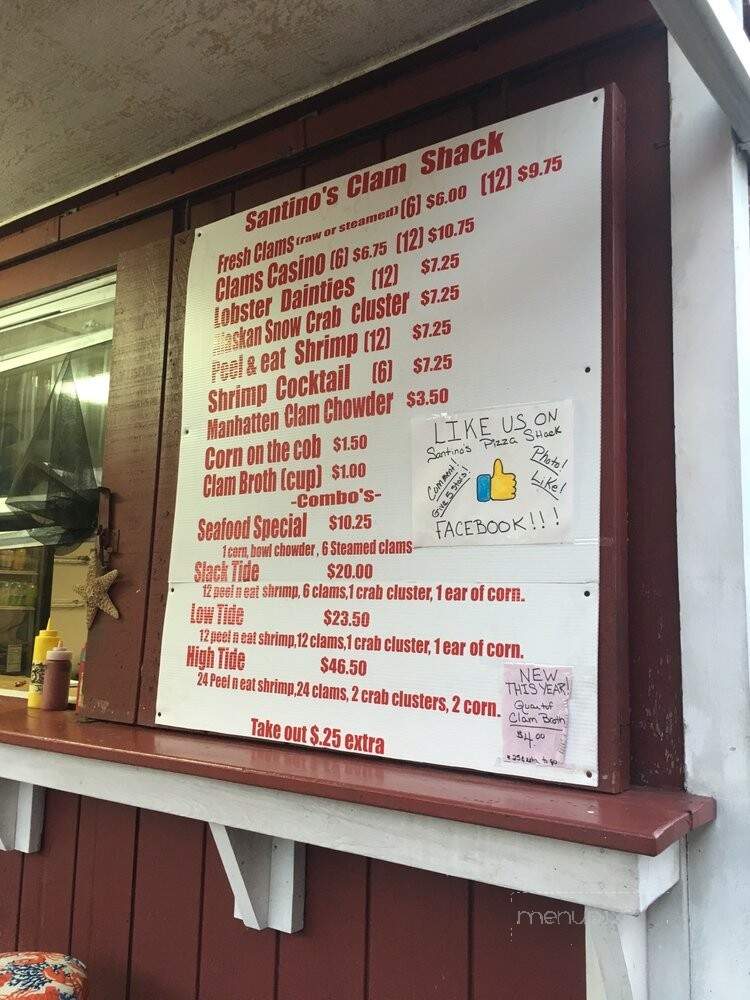 Santino's Clam Shack
Fresh Clams (raw or steamed) [6] $6.00 [12] $9.75
Clams Casino [6] $6.75 [12] $10.75
Lobster Dainties [12] $7.25
Alaskan Snow Crab Cluster $7.25
Peel & eat Shrimp [12] $7.25
Shrimp Cocktail [6] $7.25
Manhatten Clam Chowder $3.50
Corn on the cob $1.50
Clam Broth [cup] $1.00
-Combo's-
Seafood Special $10.25
1 corn, bowl chowder, 6 Steamed clams
Slack Tide $20.00
12 peel n eat shrimp, 6 clams, 1 crab cluster, 1 ear of corn.
Low Tide $23.50
12 peel n eat shrimp, 12 clams, 1 crab cluster, 1 ear of corn.
High Tide $46.50
24 Peel n eat shrimp, 24 clams, 2 crab clusters, 2 corn.
Take out $.25 extra
LIKE US ON
Santino's Pizza Shack
Comment!
Give 5 stars!
Photo!
Like!
FACEBOOK!!!
NEW
THIS YEAR!
Quart of
Clam Broth
$4.00
*.25¢ extra to go
menu